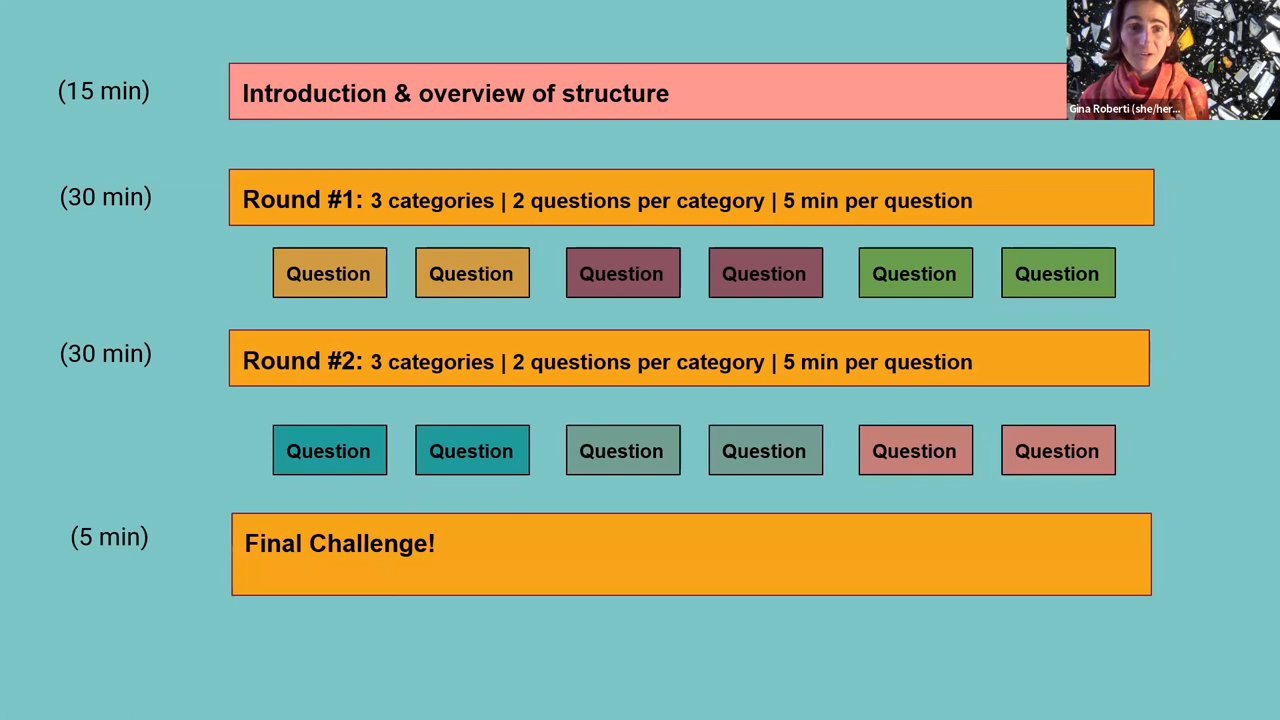 (15 min)
Introduction & overview of structure
Gina Roberti (she/her...
(30 min)
Round #1: 3 categories | 2 questions per category | 5 min per question
Question Question Question Question Question Question
(30 min)
Round #2: 3 categories | 2 questions per category | 5 min per question
Question Question Question Question Question Question
(5 min)
Final Challenge!